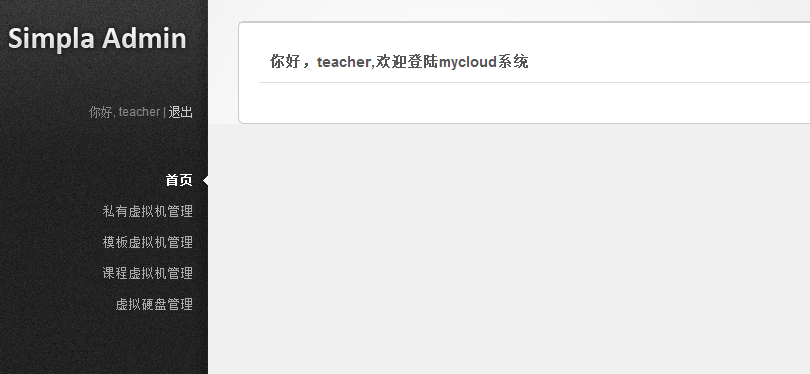 Simpla Admin
你好, teacher | 退出
首页
私有虚拟机管理
模板虚拟机管理
课程虚拟机管理
虚拟硬盘管理
你好，teacher,欢迎登陆mycloud系统